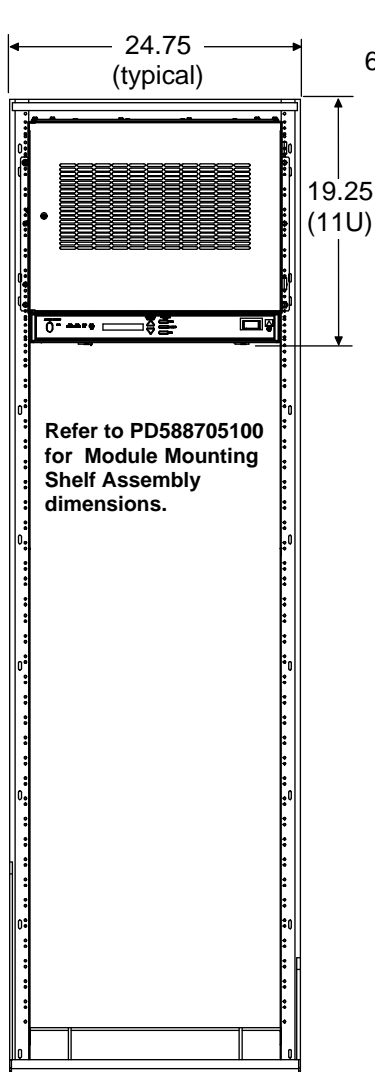 24.75
(typical)
6
19.25
(11U)
Refer to PD588705100
for Module Mounting
Shelf Assembly
dimensions.